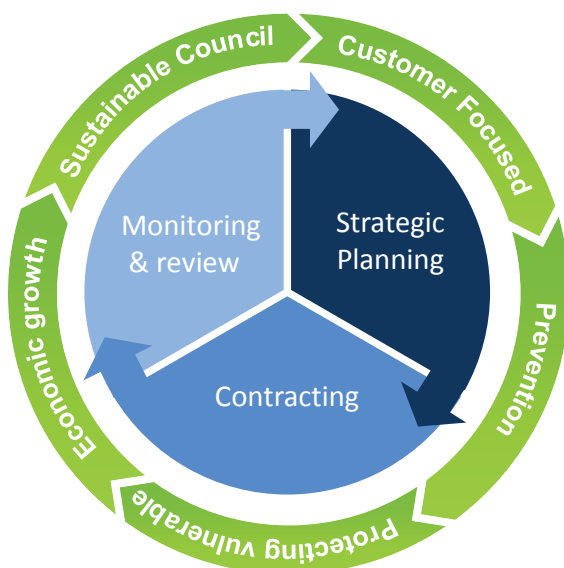 Sustainable Council
Customer Focused
Prevention
Protecting vulnerable
Economic growth
Monitoring
& review
Strategic
Planning
Contracting